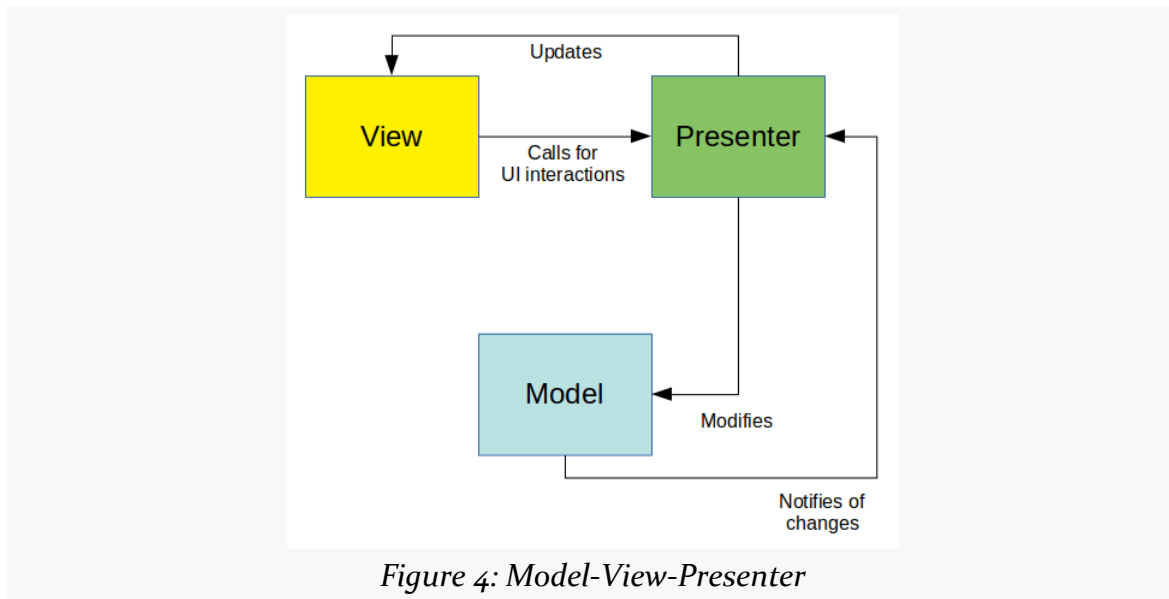 Updates
View
Presenter
Calls for
UI interactions
Model
Modifies
Notifies of
changes
Figure 4: Model-View-Presenter